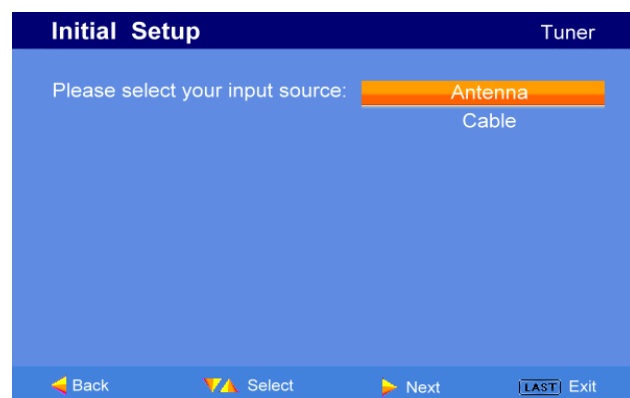 Initial Setup Tuner
Please select your input source: Antenna
Cable
Back Select Next LAST Exit